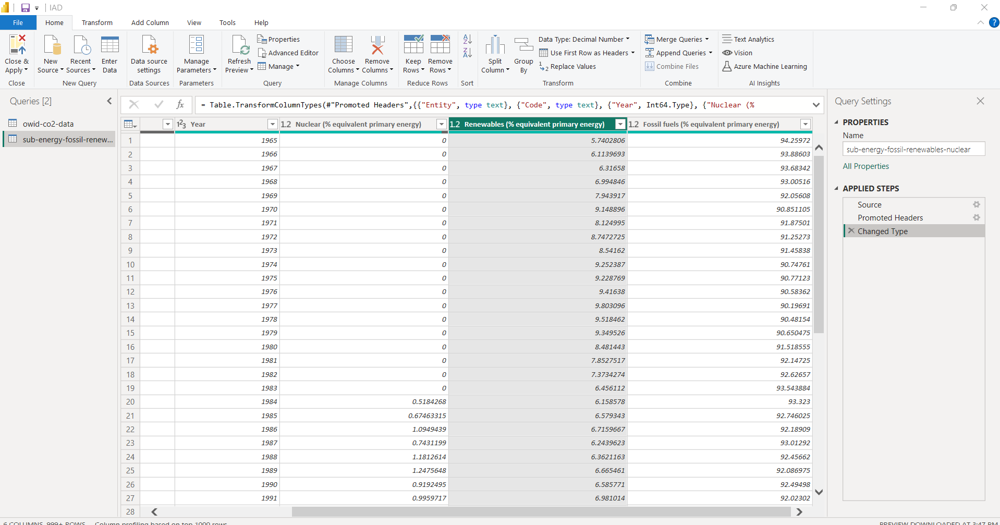 IAD
File Home Transform Add Column View Tools Help
Close & Apply
Close
New Source
Recent Sources
Enter Data
New Query
Data source settings
Data Sources
Manage Parameters
Parameters
Refresh Preview
Properties
Advanced Editor
Manage
Query
Choose Columns
Remove Columns
Manage Columns
Keep Rows
Remove Rows
Reduce Rows
Sort
Split Column
Group By
Data Type: Decimal Number
Use First Row as Headers
Replace Values
Transform
Merge Queries
Append Queries
Combine Files
Combine
Text Analytics
Vision
Azure Machine Learning
AI Insights
Queries [2]
owid-co2-data
sub-energy-fossil-renew...
fx = Table.TransformColumnTypes(#"Promoted Headers",{{"Entity", type text}, {"Code", type text}, {"Year", Int64.Type}, {"Nuclear (%
123 Year 1.2 Nuclear (% equivalent primary energy) 1.2 Renewables (% equivalent primary energy) 1.2 Fossil fuels (% equivalent primary energy)
1 1965 0 5.7402806 94.25972
2 1966 0 6.1139693 93.88603
3 1967 0 6.31658 93.68342
4 1968 0 6.994846 93.00516
5 1969 0 7.943917 92.05608
6 1970 0 9.148896 90.851105
7 1971 0 8.124995 91.87501
8 1972 0 8.7472725 91.25273
9 1973 0 8.54162 91.45838
10 1974 0 9.252387 90.74761
11 1975 0 9.228769 90.77123
12 1976 0 9.41638 90.58362
13 1977 0 9.803096 90.19691
14 1978 0 9.518462 90.48154
15 1979 0 9.349526 90.650475
16 1980 0 8.481443 91.518555
17 1981 0 7.8527517 92.14725
18 1982 0 7.3734274 92.62657
19 1983 0 6.456112 93.543884
20 1984 0.5184268 6.158578 93.323
21 1985 0.67463315 6.579343 92.746025
22 1986 1.0949439 6.7159667 92.18909
23 1987 0.7431199 6.2439623 93.01292
24 1988 1.1812614 6.3621163 92.45662
25 1989 1.2475648 6.665461 92.086975
26 1990 0.9192495 6.585771 92.49498
27 1991 0.9959717 6.981014 92.02302
28
Query Settings
PROPERTIES
Name
sub-energy-fossil-renewables-nuclear
All Properties
APPLIED STEPS
Source
Promoted Headers
Changed Type
6 COLUMNS, 999+ ROWS Column profiling based on top 1000 rows
PREVIEW DOWNLOADED AT 3:47 PM